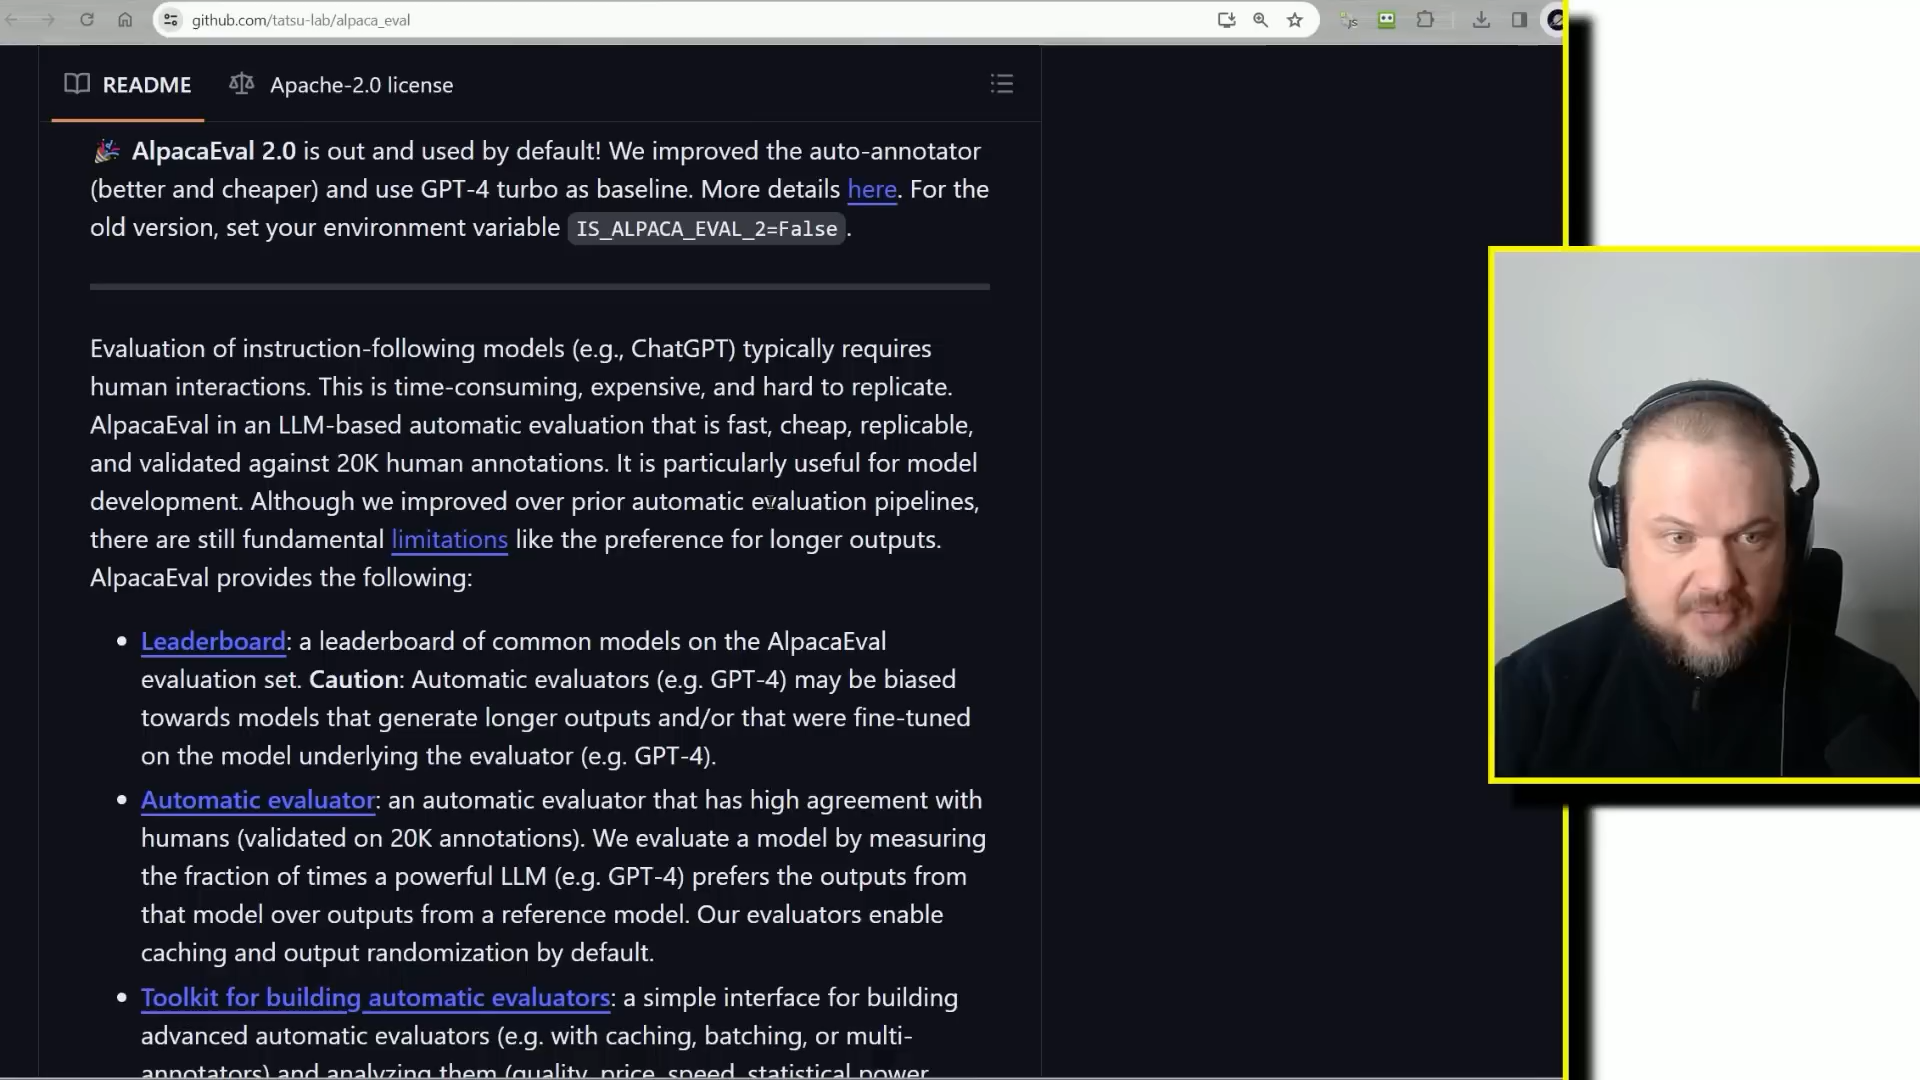 github.com/tatsu-lab/alpaca_eval
README
Apache-2.0 license
AlpacaEval 2.0 is out and used by default! We improved the auto-annotator
(better and cheaper) and use GPT-4 turbo as baseline. More details here. For the
old version, set your environment variable IS_ALPACA_EVAL_2=False.
Evaluation of instruction-following models (e.g., ChatGPT) typically requires
human interactions. This is time-consuming, expensive, and hard to replicate.
AlpacaEval in an LLM-based automatic evaluation that is fast, cheap, replicable,
and validated against 20K human annotations. It is particularly useful for model
development. Although we improved over prior automatic evaluation pipelines,
there are still fundamental limitations like the preference for longer outputs.
AlpacaEval provides the following:
Leaderboard: a leaderboard of common models on the AlpacaEval
evaluation set. Caution: Automatic evaluators (e.g. GPT-4) may be biased
towards models that generate longer outputs and/or that were fine-tuned
on the model underlying the evaluator (e.g. GPT-4).
Automatic evaluator: an automatic evaluator that has high agreement with
humans (validated on 20K annotations). We evaluate a model by measuring
the fraction of times a powerful LLM (e.g. GPT-4) prefers the outputs from
that model over outputs from a reference model. Our evaluators enable
caching and output randomization by default.
Toolkit for building automatic evaluators: a simple interface for building
advanced automatic evaluators (e.g. with caching, batching, or multi-
annotators) and analyzing them (quality, price, speed, statistical power,